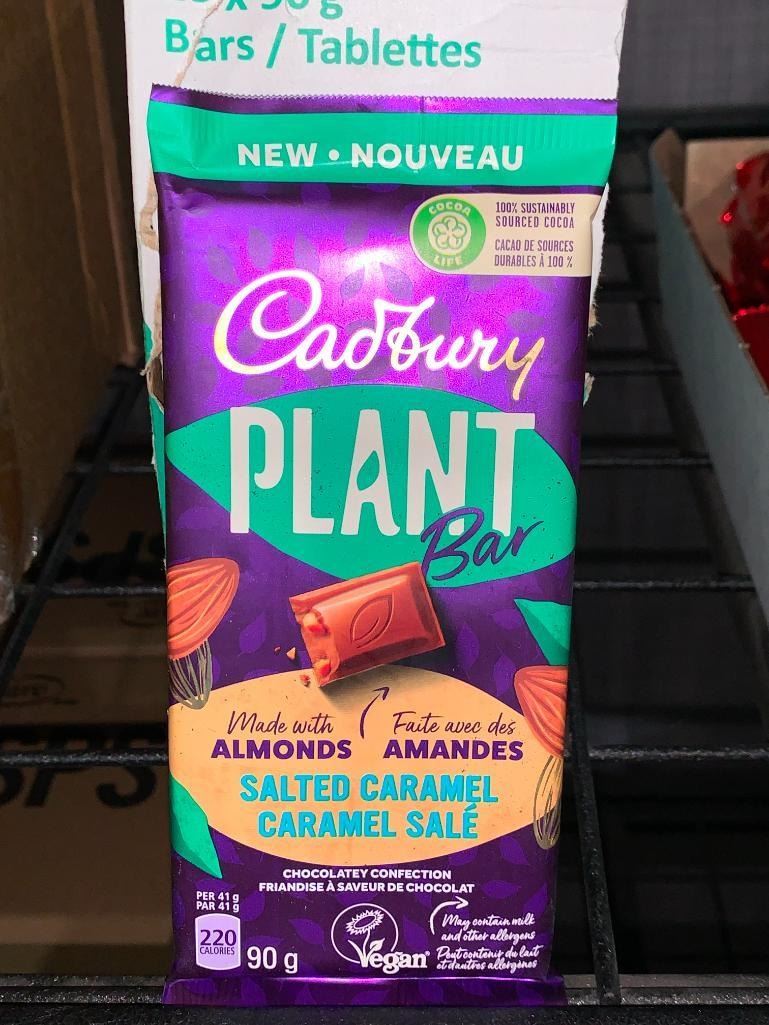 Bars / Tablettes
NEW • NOUVEAU
COCOA
LIFE
100% SUSTAINABLY
SOURCED COCOA
CACAO DE SOURCES
DURABLES À 100 %
Cadbury
PLANT
Bar
Made with
ALMONDS
Faite avec des
AMANDES
SALTED CARAMEL
CARAMEL SALÉ
CHOCOLATEY CONFECTION
FRIANDISE À SAVEUR DE CHOCOLAT
PER 41 g
PAR 41 g
220
CALORIES
90 g
Vegan
May contain milk
and other allergens
Peut contenir du lait
et d'autres allergènes